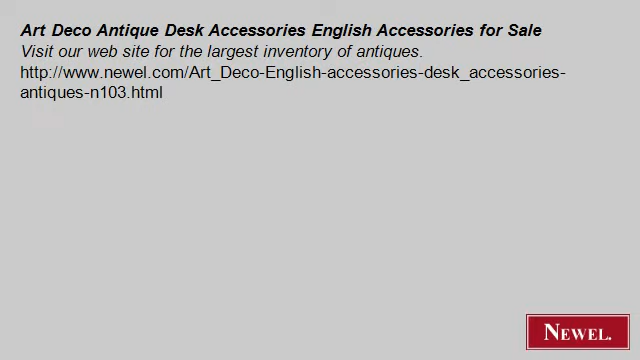 Art Deco Antique Desk Accessories English Accessories for Sale
Visit our web site for the largest inventory of antiques.
http://www.newel.com/Art_Deco-English-accessories-desk_accessories-
antiques-n103.html
NEWEL.